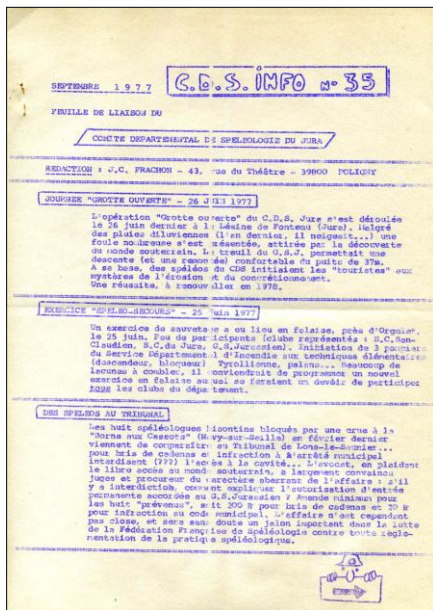 SEPTEMBRE 1977
C.D.S. INFO N° 35
FEUILLE DE LIAISON DU
COMITE DEPARTEMENTAL DE SPELEOLOGIE DU JURA
REDACTION : J.C. FRACHON - 43, rue du Théâtre - 39800 POLIGNY
JOURNEE "GROTTE OUVERTE" - 26 JUIN 1977
L'opération "Grotte ouverte" du C.D.S. Jura s'est déroulée
le 26 juin dernier à la Lésine de Fontenu (Jura). Malgré
des pluies diluviennes (l'an dernier, il neigeait...) une
foule nombreuse s'est présentée, attirée par la découverte
du monde souterrain. Un treuil du G.S.J. permettait une
descente (et une remontée) confortable du puits de 37m.
A sa base, des spéléos du CDS initiaient les "touristes" aux
mystères de l'érosion et du concrétionnement.
Une réussite, à renouveller en 1978.
EXERCICE "SPELEO-SECOURS" - 25 juin 1977
Un exercice de sauvetage a eu lieu en falaise, près d'Orgelet,
le 25 juin. Peu de participants (clubs représentés : S.C.San-
Claudien, S.C.du Jura, G.S.Jurassien). Initiation de 3 pompiers
du Service Départemental d'Incendie aux techniques élémentaires
(descendeur, bloqueur) Tyrollienne, palans... Beaucoup de
lacunes à combler, il conviendrait de programmer un nouvel
exercice en falaise auquel se feraient un devoir de participer
tous les clubs du département.
DES SPELEOS AU TRIBUNAL
Les huit spéléologues bisontins bloqués par une crue à la
"Borne aux Cassots" (Nevy-sur-Seille) en février dernier
viennent de comparaître au Tribunal de Lons-le-Saunier...
pour bris de cadenas et infraction à l'arrêté municipal
interdisant (???) l'accès à la cavité... L'avocat, en plaidant
le libre accès au monde souterrain, a largement convaincu
juges et procureur du caractère aberrant de l'affaire : s'il
y a interdiction, comment expliquer l'autorisation d'entrée
permanente accordée au G.S.Jurassien ? Amende minimum pour
les huit "prévenus", soit 300 F pour bris de cadenas et 20 F
pour infraction au code municipal. L'affaire n'est cependant
pas close, et sera sans doute un jalon important dans la lutte
de la Fédération Française de Spéléologie contre toute règle-
mentation de la pratique spéléologique.